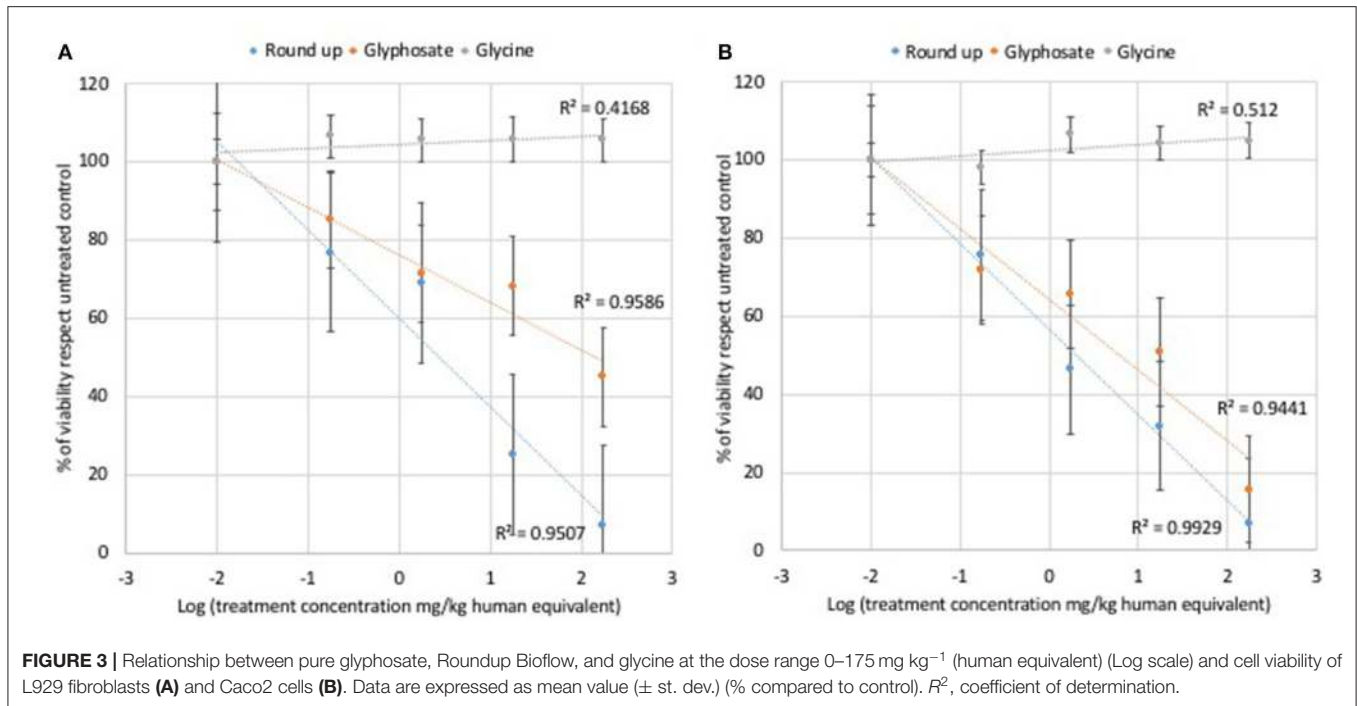 A
Round up Glyphosate Glycine
120
100
80
60
40
20
0
% of viability respect untreated control
R² = 0.4168
R² = 0.9586
R² = 0.9507
-3 -2 -1 0 1 2 3
Log (treatment concentration mg/kg human equivalent)
B
Round up Glyphosate Glycine
120
100
80
60
40
20
0
% of viability respect untreated control
R² = 0.512
R² = 0.9441
R² = 0.9929
-3 -2 -1 0 1 2 3
Log (treatment concentration mg/kg human equivalent)
FIGURE 3 | Relationship between pure glyphosate, Roundup Bioflow, and glycine at the dose range 0–175 mg kg⁻¹ (human equivalent) (Log scale) and cell viability of
L929 fibroblasts (A) and Caco2 cells (B). Data are expressed as mean value (± st. dev.) (% compared to control). R², coefficient of determination.